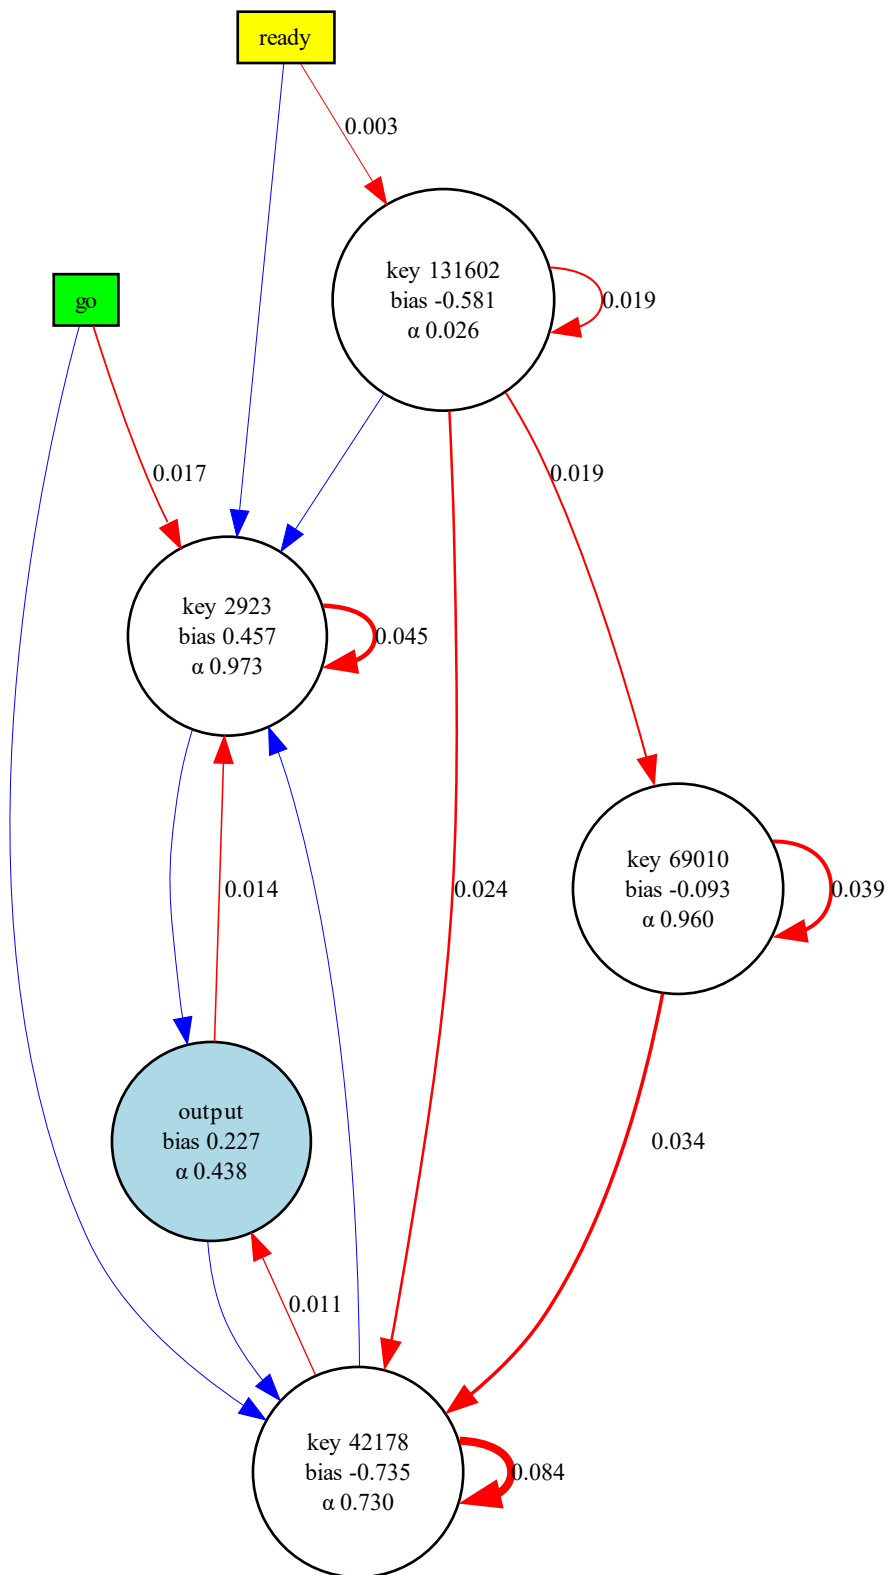 ready
0.003
key 131602
bias -0.581
α 0.026
0.019
go
0.017
0.019
key 2923
bias 0.457
α 0.973
0.045
key 69010
bias -0.093
α 0.960
0.039
0.014
0.024
output
bias 0.227
α 0.438
0.034
0.011
key 42178
bias -0.735
α 0.730
0.084